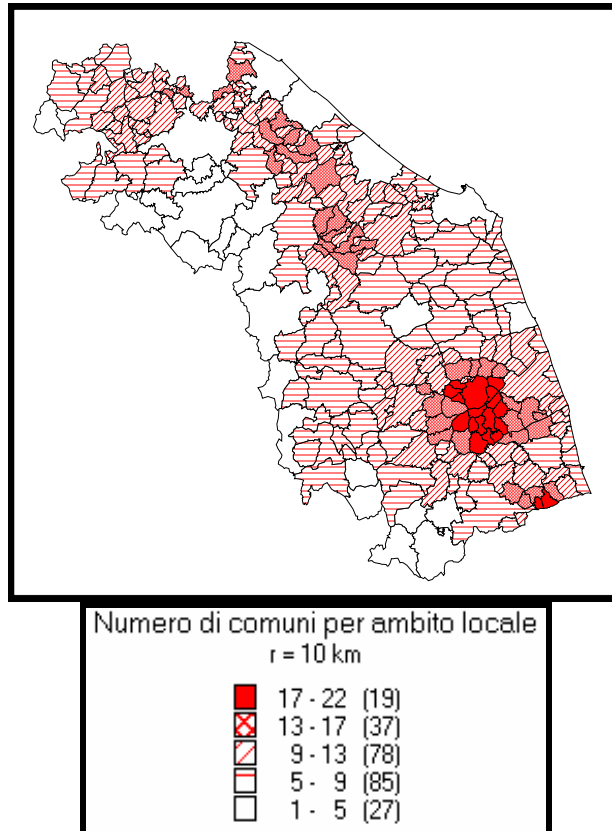 Numero di comuni per ambito locale
r = 10 km
17 - 22 (19)
13 - 17 (37)
9 - 13 (78)
5 - 9 (85)
1 - 5 (27)